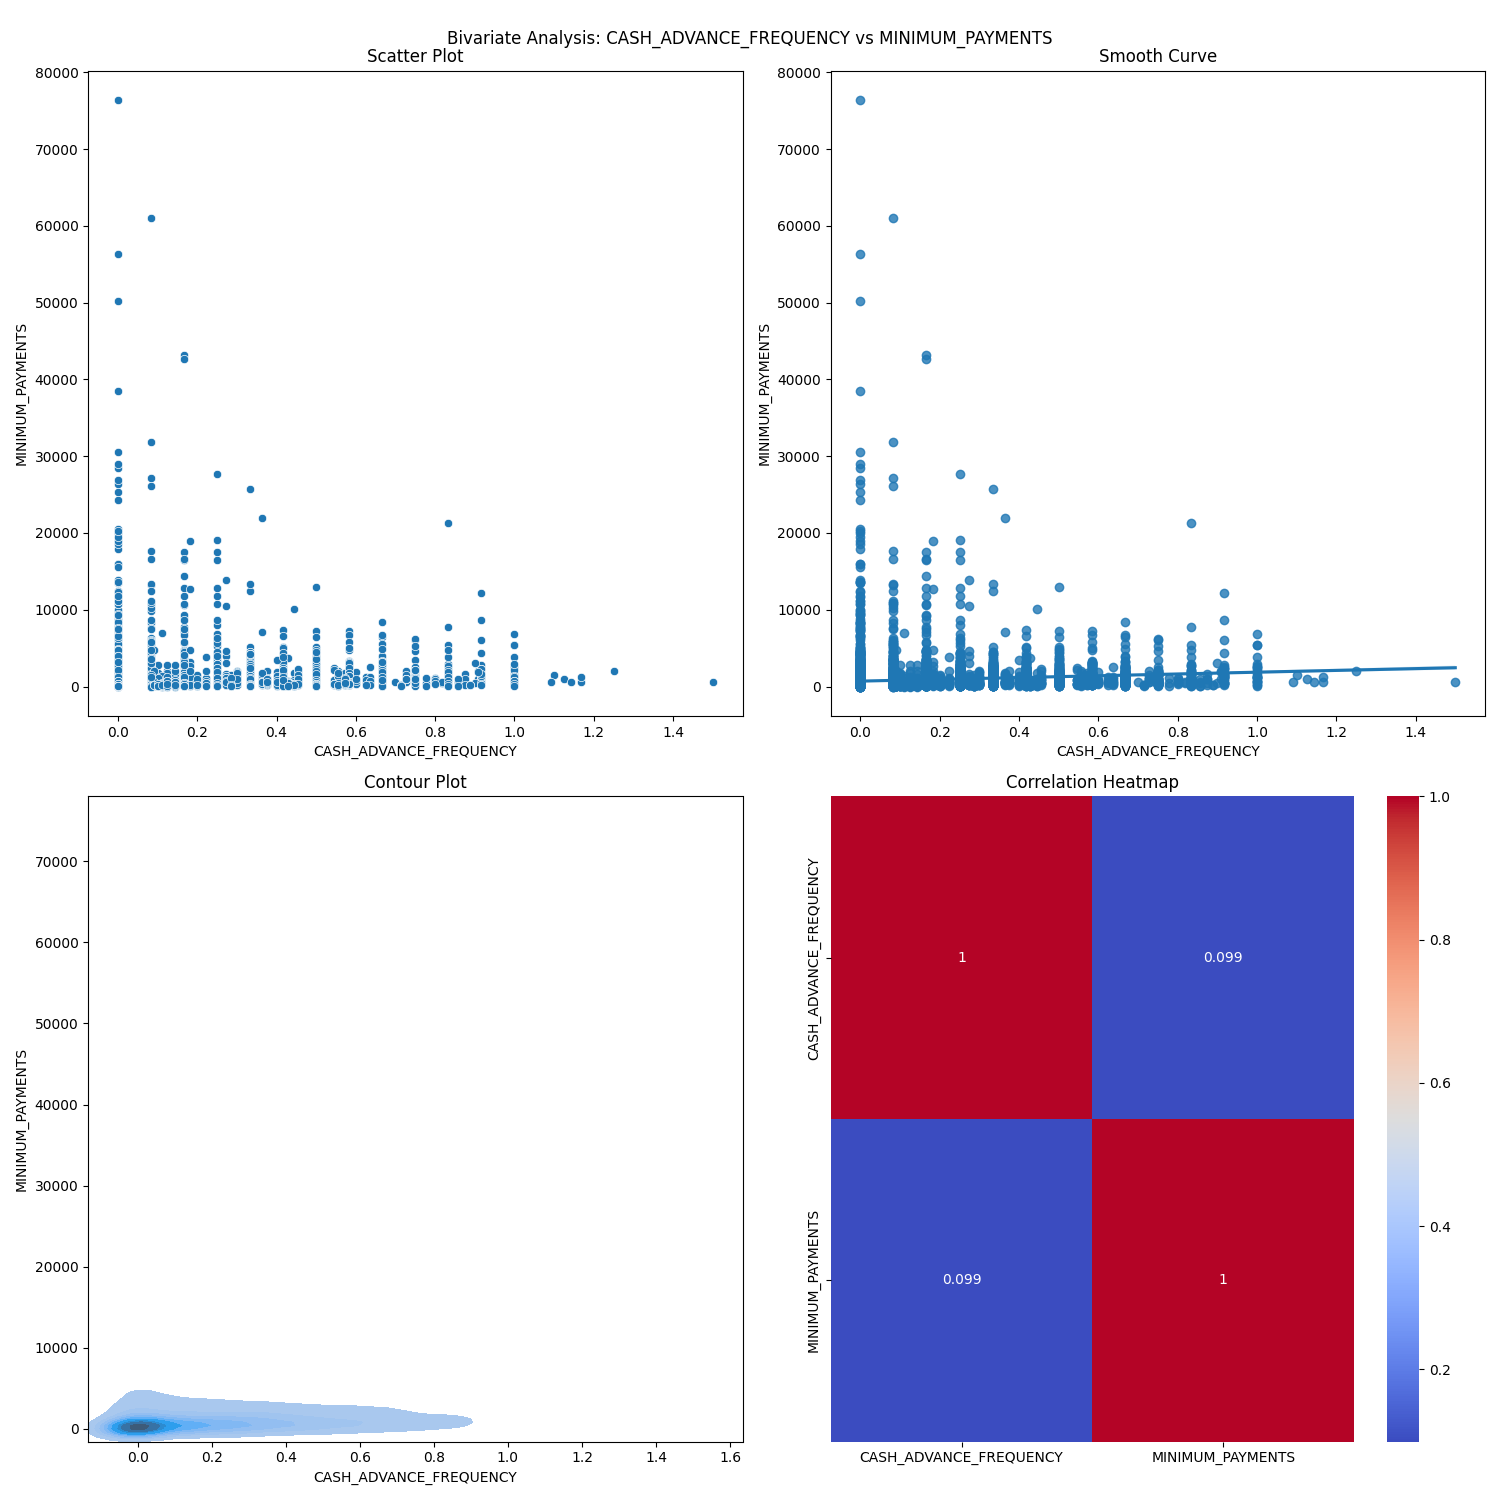 Bivariate Analysis: CASH_ADVANCE_FREQUENCY vs MINIMUM_PAYMENTS
Scatter Plot
80000
70000
60000
50000
40000
30000
20000
10000
0
MINIMUM_PAYMENTS
0.0 0.2 0.4 0.6 0.8 1.0 1.2 1.4
CASH_ADVANCE_FREQUENCY
Smooth Curve
80000
70000
60000
50000
40000
30000
20000
10000
0
MINIMUM_PAYMENTS
0.0 0.2 0.4 0.6 0.8 1.0 1.2 1.4
CASH_ADVANCE_FREQUENCY
Contour Plot
70000
60000
50000
40000
30000
20000
10000
0
MINIMUM_PAYMENTS
0.0 0.2 0.4 0.6 0.8 1.0 1.2 1.4 1.6
CASH_ADVANCE_FREQUENCY
Correlation Heatmap
CASH_ADVANCE_FREQUENCY
MINIMUM_PAYMENTS
1 0.099
0.099 1
CASH_ADVANCE_FREQUENCY MINIMUM_PAYMENTS
1.0
0.8
0.6
0.4
0.2